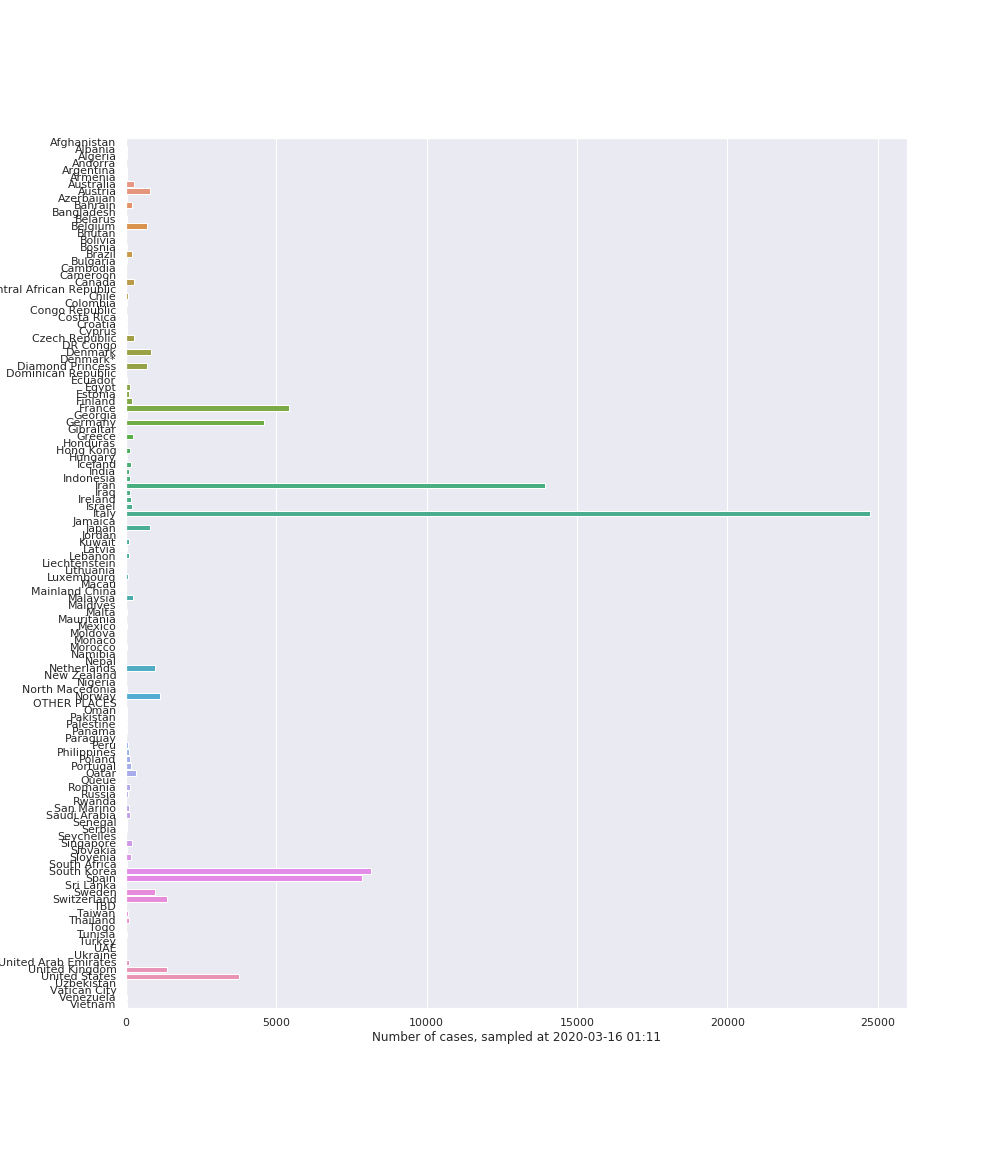 Afghanistan
Albania
Algeria
Andorra
Argentina
Armenia
Australia
Austria
Azerbaijan
Bahrain
Bangladesh
Belarus
Belgium
Bhutan
Bolivia
Bosnia
Brazil
Bulgaria
Cambodia
Cameroon
Canada
ntral African Republic
Chile
Colombia
Congo Republic
Costa Rica
Croatia
Cyprus
Czech Republic
DR Congo
Denmark
Denmark*
Diamond Princess
Dominican Republic
Ecuador
Egypt
Estonia
Finland
France
Georgia
Germany
Gibraltar
Greece
Honduras
Hong Kong
Hungary
Iceland
India
Indonesia
Iran
Iraq
Ireland
Israel
Italy
Jamaica
Japan
Jordan
Kuwait
Latvia
Lebanon
Liechtenstein
Lithuania
Luxembourg
Macau
Mainland China
Malaysia
Maldives
Malta
Mauritania
Mexico
Moldova
Monaco
Morocco
Namibia
Nepal
Netherlands
New Zealand
Nigeria
North Macedonia
Norway
OTHER PLACES
Oman
Pakistan
Palestine
Panama
Paraguay
Peru
Philippines
Poland
Portugal
Qatar
Queue
Romania
Russia
Rwanda
San Marino
Saudi Arabia
Senegal
Serbia
Seychelles
Singapore
Slovakia
Slovenia
South Africa
South Korea
Spain
Sri Lanka
Sweden
Switzerland
TBD
Taiwan
Thailand
Togo
Tunisia
Turkey
UAE
Ukraine
United Arab Emirates
United Kingdom
United States
Uzbekistan
Vatican City
Venezuela
Vietnam
0 5000 10000 15000 20000 25000
Number of cases, sampled at 2020-03-16 01:11